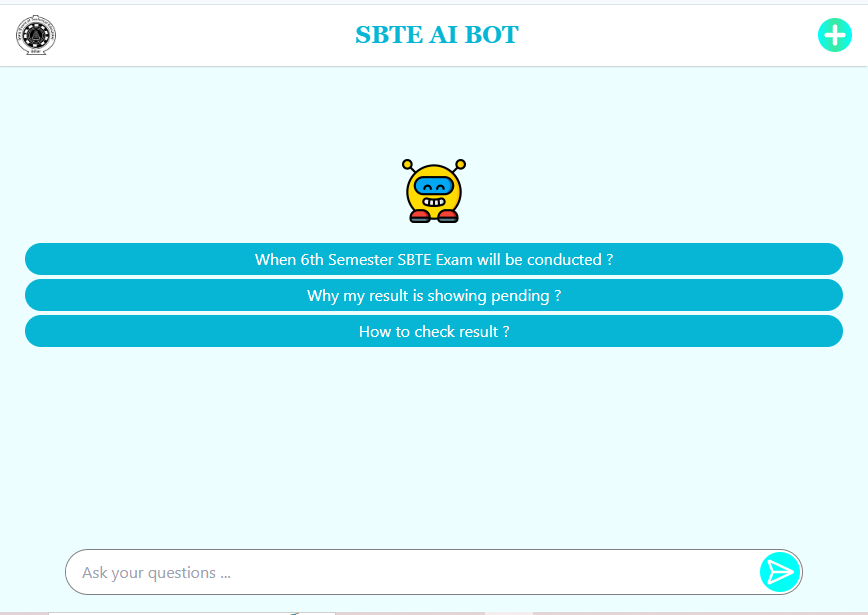 SBTE AI BOT
When 6th Semester SBTE Exam will be conducted ?
Why my result is showing pending ?
How to check result ?
Ask your questions ...